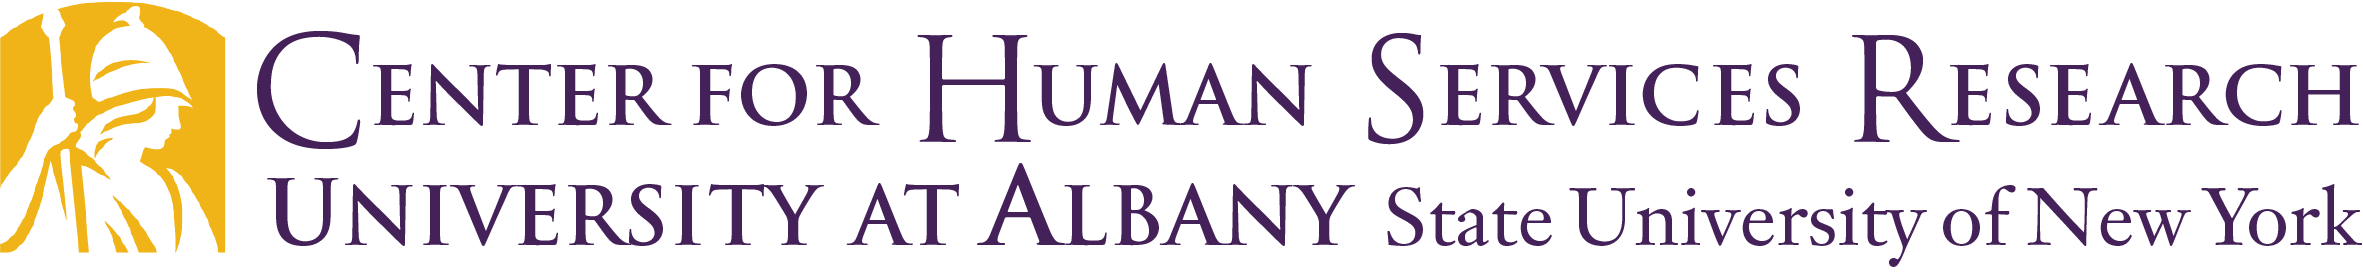 CENTER FOR HUMAN SERVICES RESEARCH
UNIVERSITY AT ALBANY State University of New York